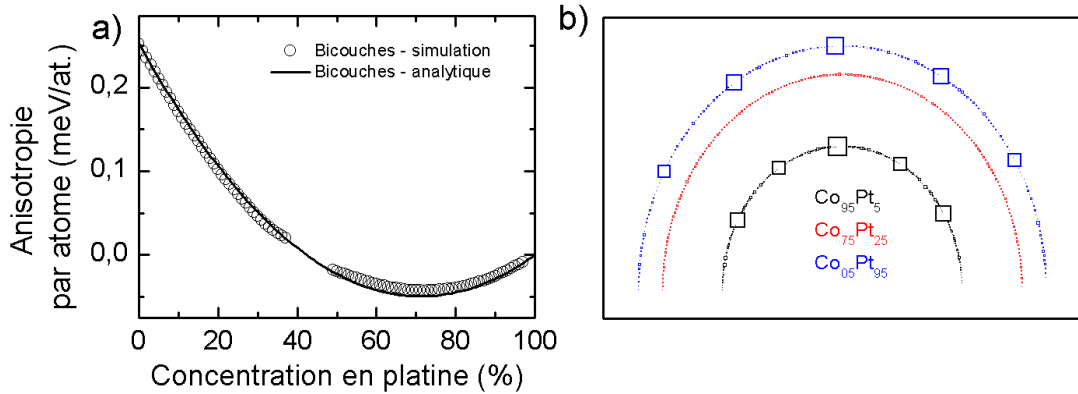 a)
Anisotropie
par atome (meV/at.)
0,2
0,1
0,0
Bicouches - simulation
Bicouches - analytique
0 20 40 60 80 100
Concentration en platine (%)
b)
Co₉₅Pt₅
Co₇₅Pt₂₅
Co₀₅Pt₉₅